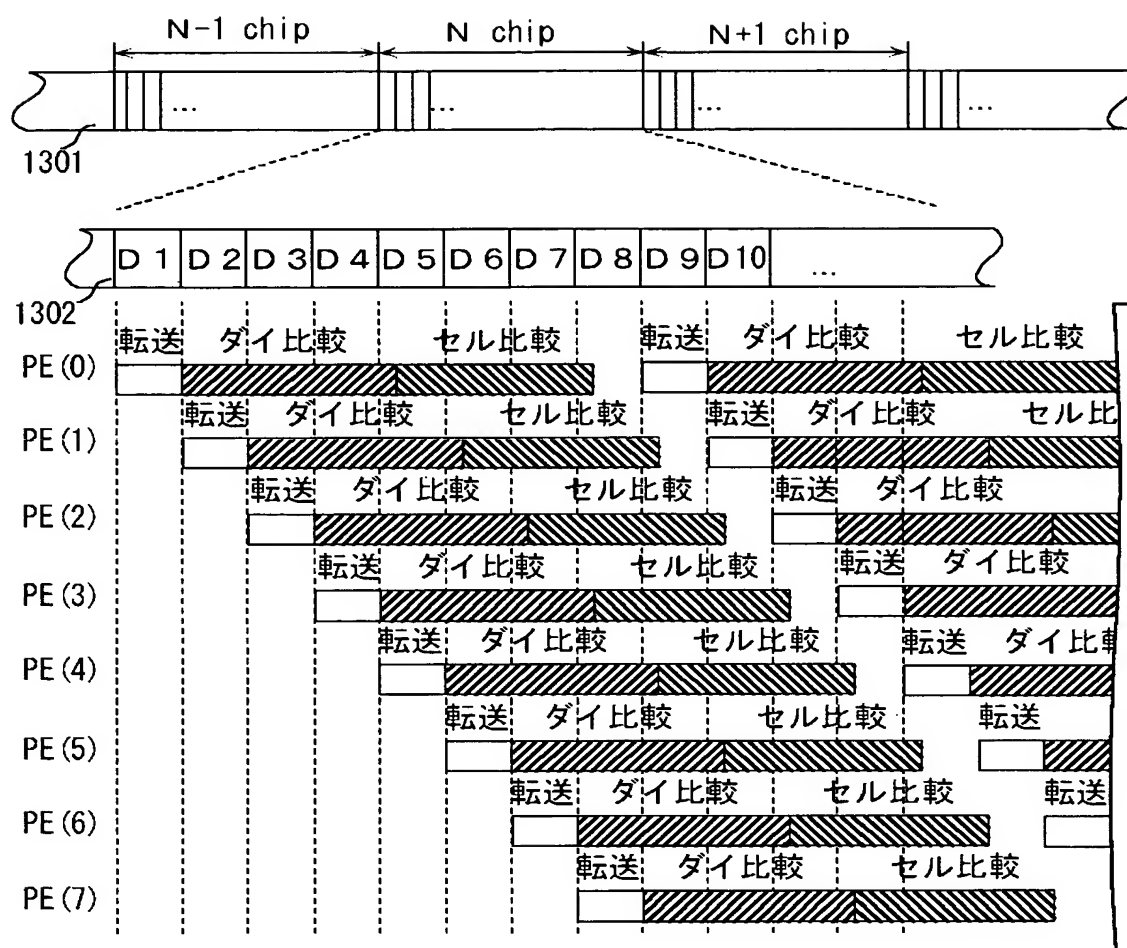 N-1 chip N chip N+1 chip
... ... ... ...
1301
D 1 D 2 D 3 D 4 D 5 D 6 D 7 D 8 D 9 D10 ...
1302
転送 ダイ比較 セル比較 転送 ダイ比較 セル比較
PE(0)
転送 ダイ比較 セル比較 転送 ダイ比較 セル比
PE(1)
転送 ダイ比較 セル比較 転送 ダイ比較
PE(2)
転送 ダイ比較 セル比較 転送 ダイ比較
PE(3)
転送 ダイ比較 セル比較 転送 ダイ比
PE(4)
転送 ダイ比較 セル比較 転送
PE(5)
転送 ダイ比較 セル比較 転送
PE(6)
転送 ダイ比較 セル比較
PE(7)